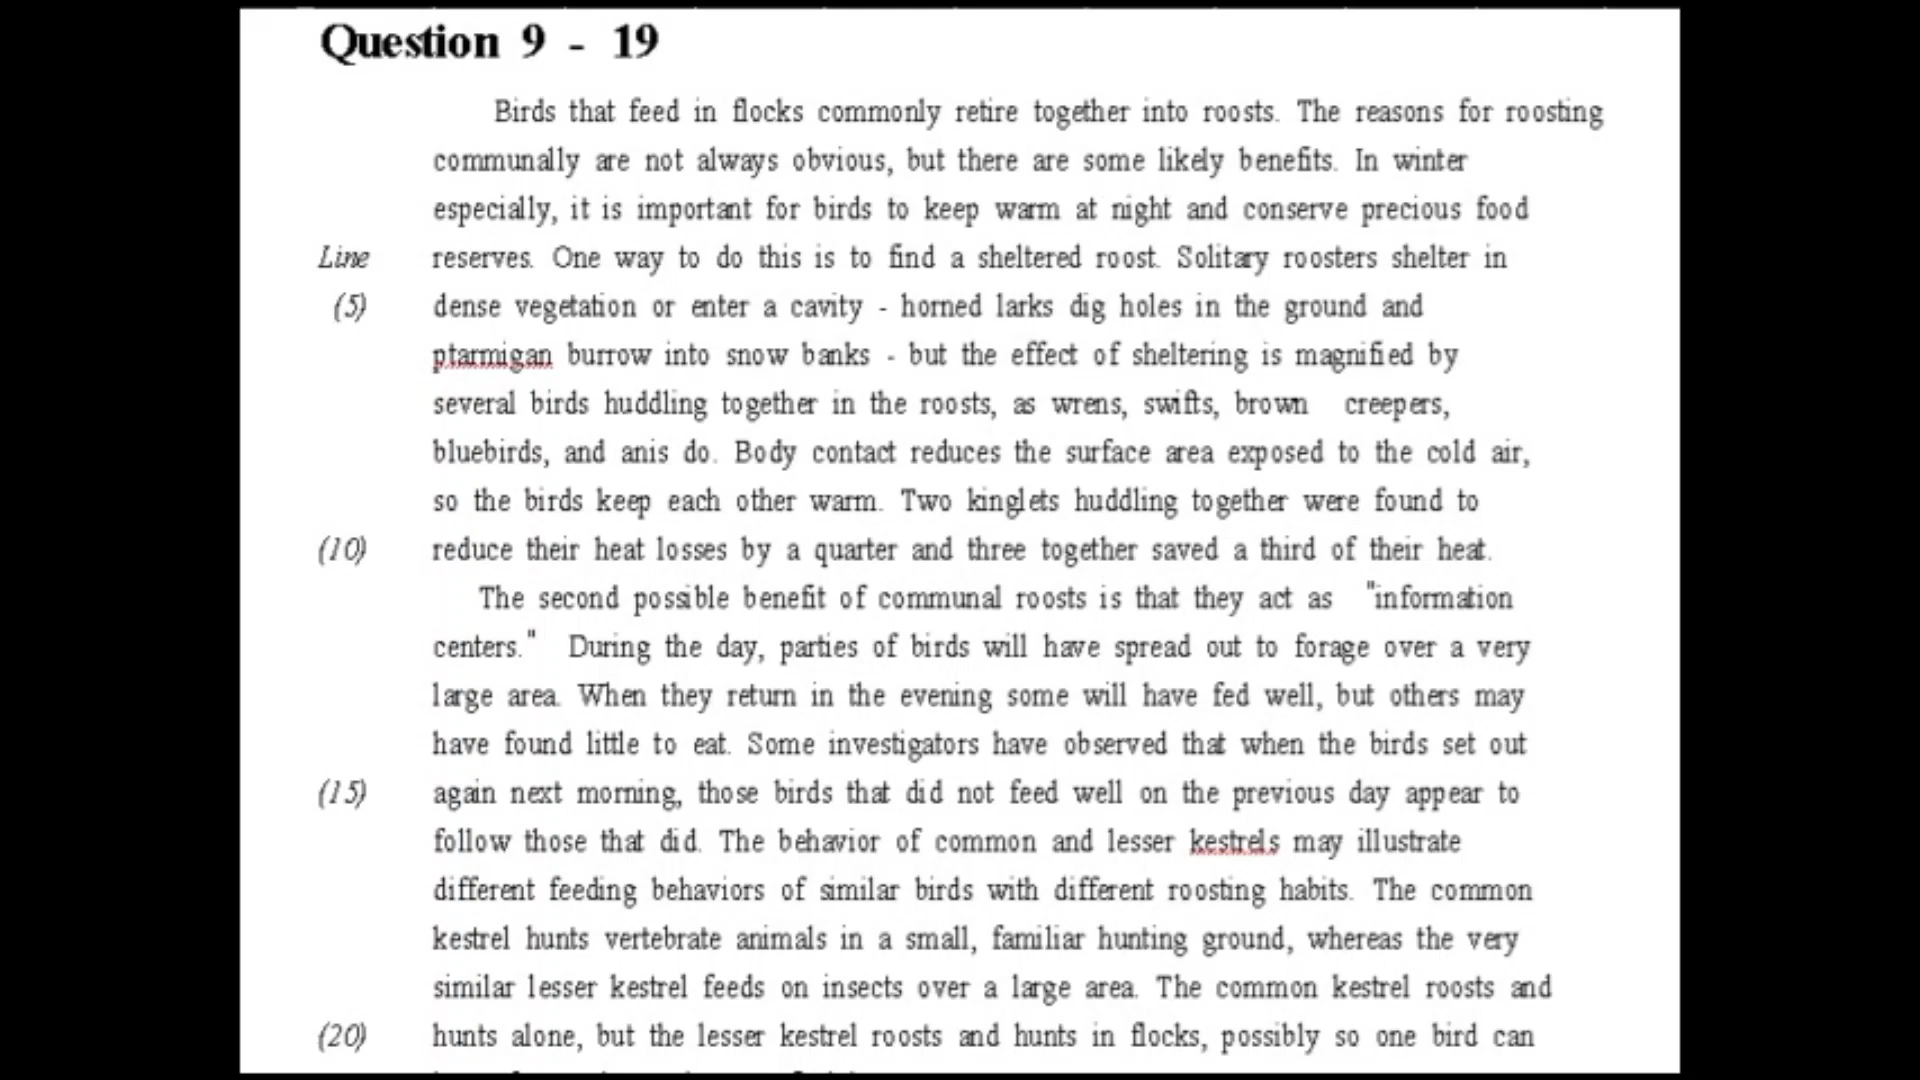 Question 9 - 19
Birds that feed in flocks commonly retire together into roosts. The reasons for roosting
communally are not always obvious, but there are some likely benefits. In winter
especially, it is important for birds to keep warm at night and conserve precious food
Line reserves. One way to do this is to find a sheltered roost. Solitary roosters shelter in
(5) dense vegetation or enter a cavity - horned larks dig holes in the ground and
ptarmigan burrow into snow banks - but the effect of sheltering is magnified by
several birds huddling together in the roosts, as wrens, swifts, brown creepers,
bluebirds, and anis do. Body contact reduces the surface area exposed to the cold air,
so the birds keep each other warm. Two kinglets huddling together were found to
(10) reduce their heat losses by a quarter and three together saved a third of their heat.
The second possible benefit of communal roosts is that they act as "information
centers." During the day, parties of birds will have spread out to forage over a very
large area. When they return in the evening some will have fed well, but others may
have found little to eat. Some investigators have observed that when the birds set out
(15) again next morning, those birds that did not feed well on the previous day appear to
follow those that did. The behavior of common and lesser kestrels may illustrate
different feeding behaviors of similar birds with different roosting habits. The common
kestrel hunts vertebrate animals in a small, familiar hunting ground, whereas the very
similar lesser kestrel feeds on insects over a large area. The common kestrel roosts and
(20) hunts alone, but the lesser kestrel roosts and hunts in flocks, possibly so one bird can